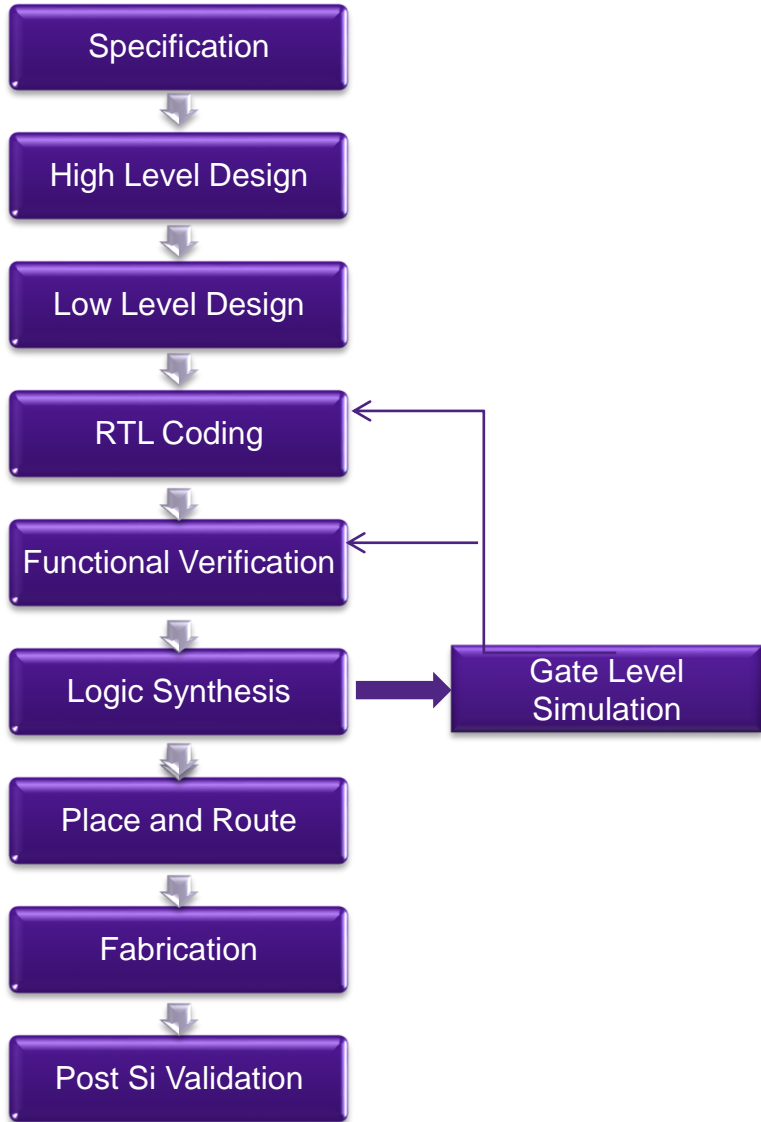 Specification
High Level Design
Low Level Design
RTL Coding
Functional Verification
Logic Synthesis
Gate Level
Simulation
Place and Route
Fabrication
Post Si Validation